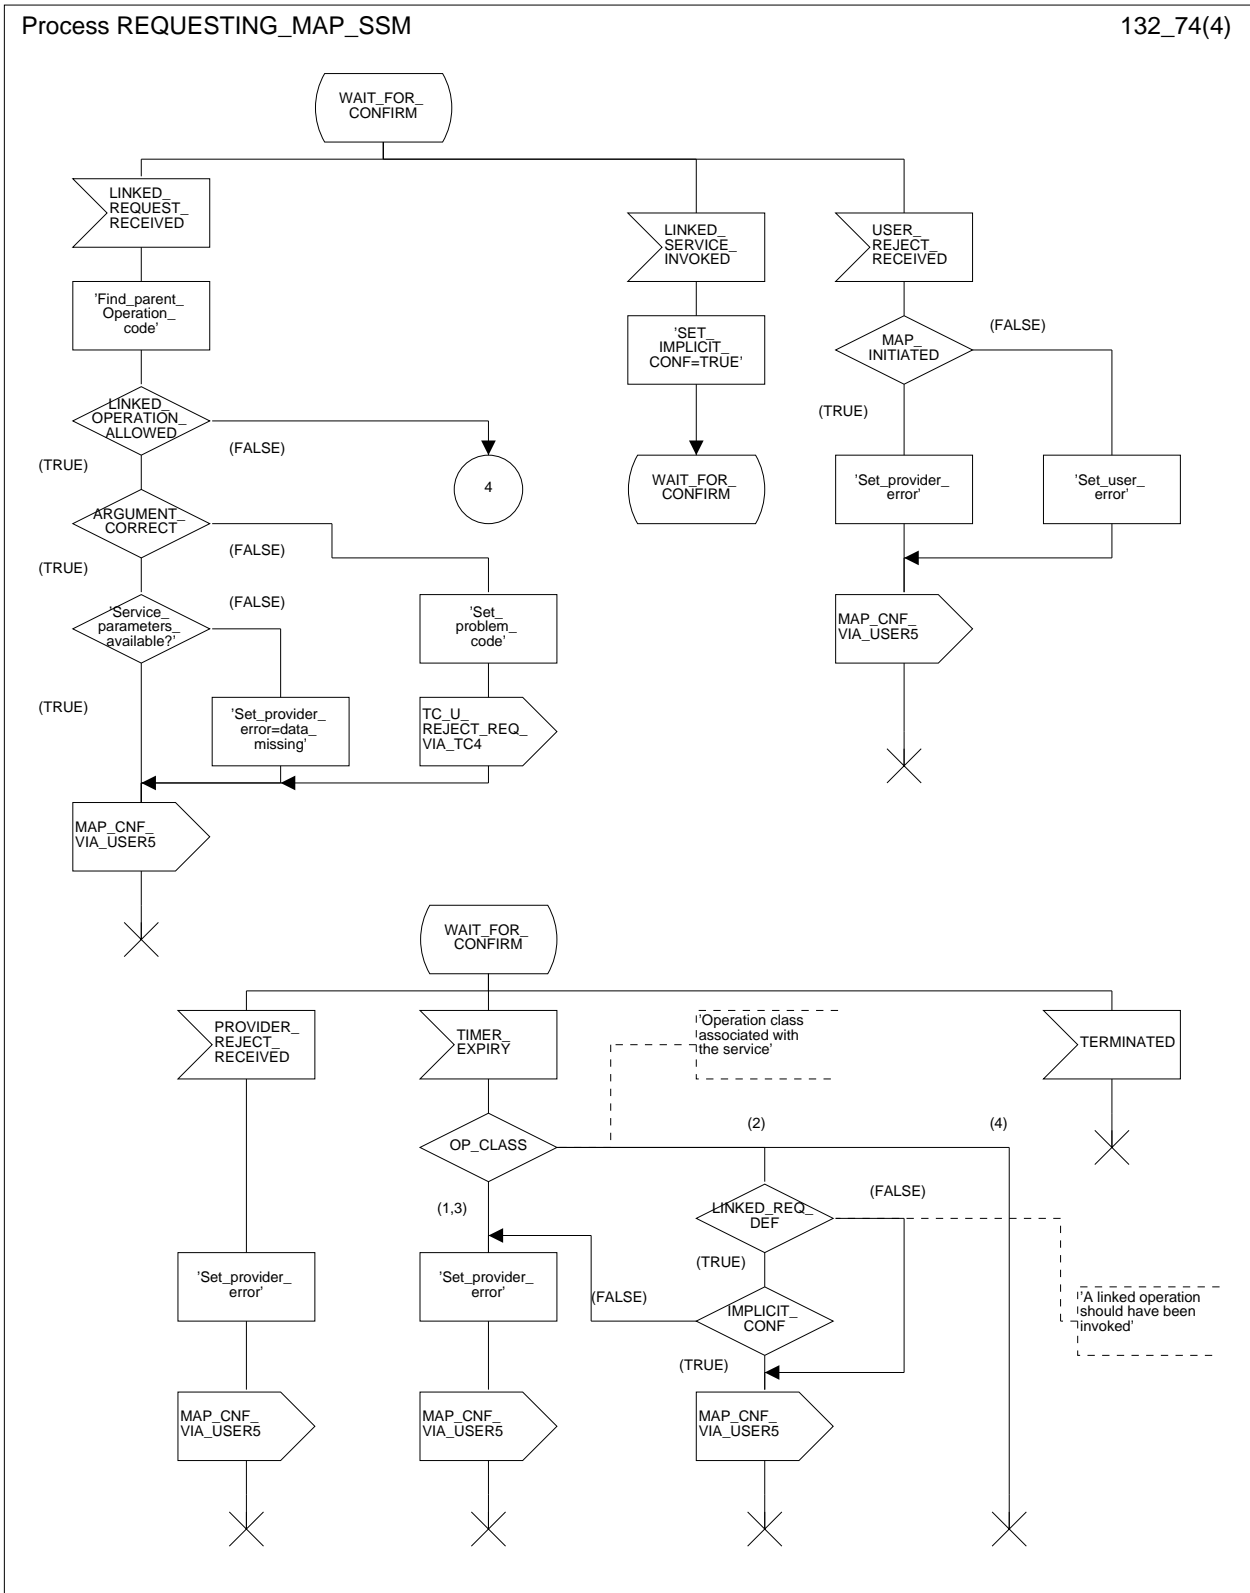 Process REQUESTING_MAP_SSM
132_74(4)
WAIT_FOR_
CONFIRM
LINKED_
REQUEST_
RECEIVED
LINKED_
SERVICE_
INVOKED
USER_
REJECT_
RECEIVED
'Find_parent_
Operation_
code'
'SET_
IMPLICIT_
CONF=TRUE'
MAP_
INITIATED
(FALSE)
(TRUE)
LINKED_
OPERATION_
ALLOWED
(FALSE)
(TRUE)
4
WAIT_FOR_
CONFIRM
'Set_provider_
error'
'Set_user_
error'
ARGUMENT_
CORRECT
(FALSE)
(TRUE)
'Service_
parameters_
available?'
(FALSE)
(TRUE)
'Set_
problem_
code'
MAP_CNF_
VIA_USER5
'Set_provider_
error=data_
missing'
TC_U_
REJECT_REQ_
VIA_TC4
MAP_CNF_
VIA_USER5
WAIT_FOR_
CONFIRM
PROVIDER_
REJECT_
RECEIVED
TIMER_
EXPIRY
'Operation class
associated with
the service'
TERMINATED
OP_CLASS
(2)
(4)
(1,3)
LINKED_REQ_
DEF
(FALSE)
(TRUE)
'Set_provider_
error'
'Set_provider_
error'
(FALSE)
IMPLICIT_
CONF
(TRUE)
'A linked operation
should have been
invoked'
MAP_CNF_
VIA_USER5
MAP_CNF_
VIA_USER5
MAP_CNF_
VIA_USER5